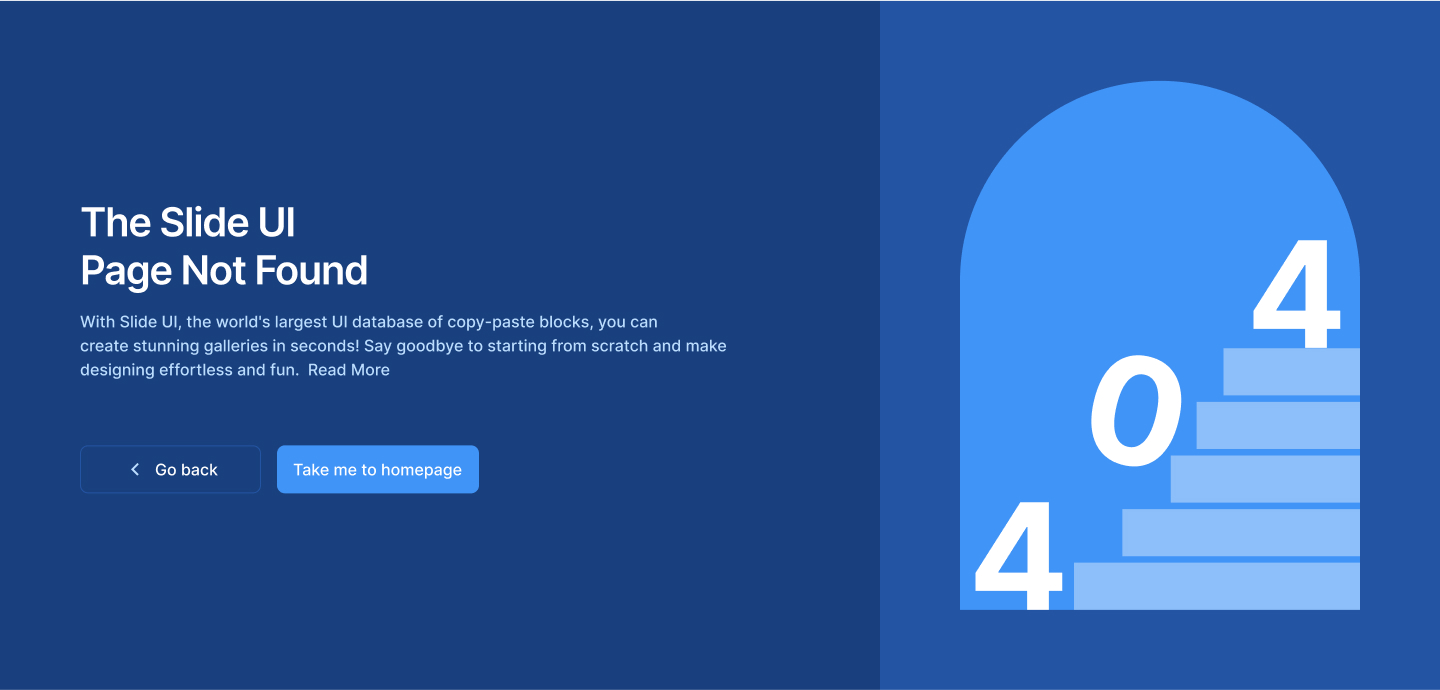 The Slide UI
Page Not Found
With Slide UI, the world's largest UI database of copy-paste blocks, you can
create stunning galleries in seconds! Say goodbye to starting from scratch and make
designing effortless and fun.  Read More
Go back
Take me to homepage
4
0
4